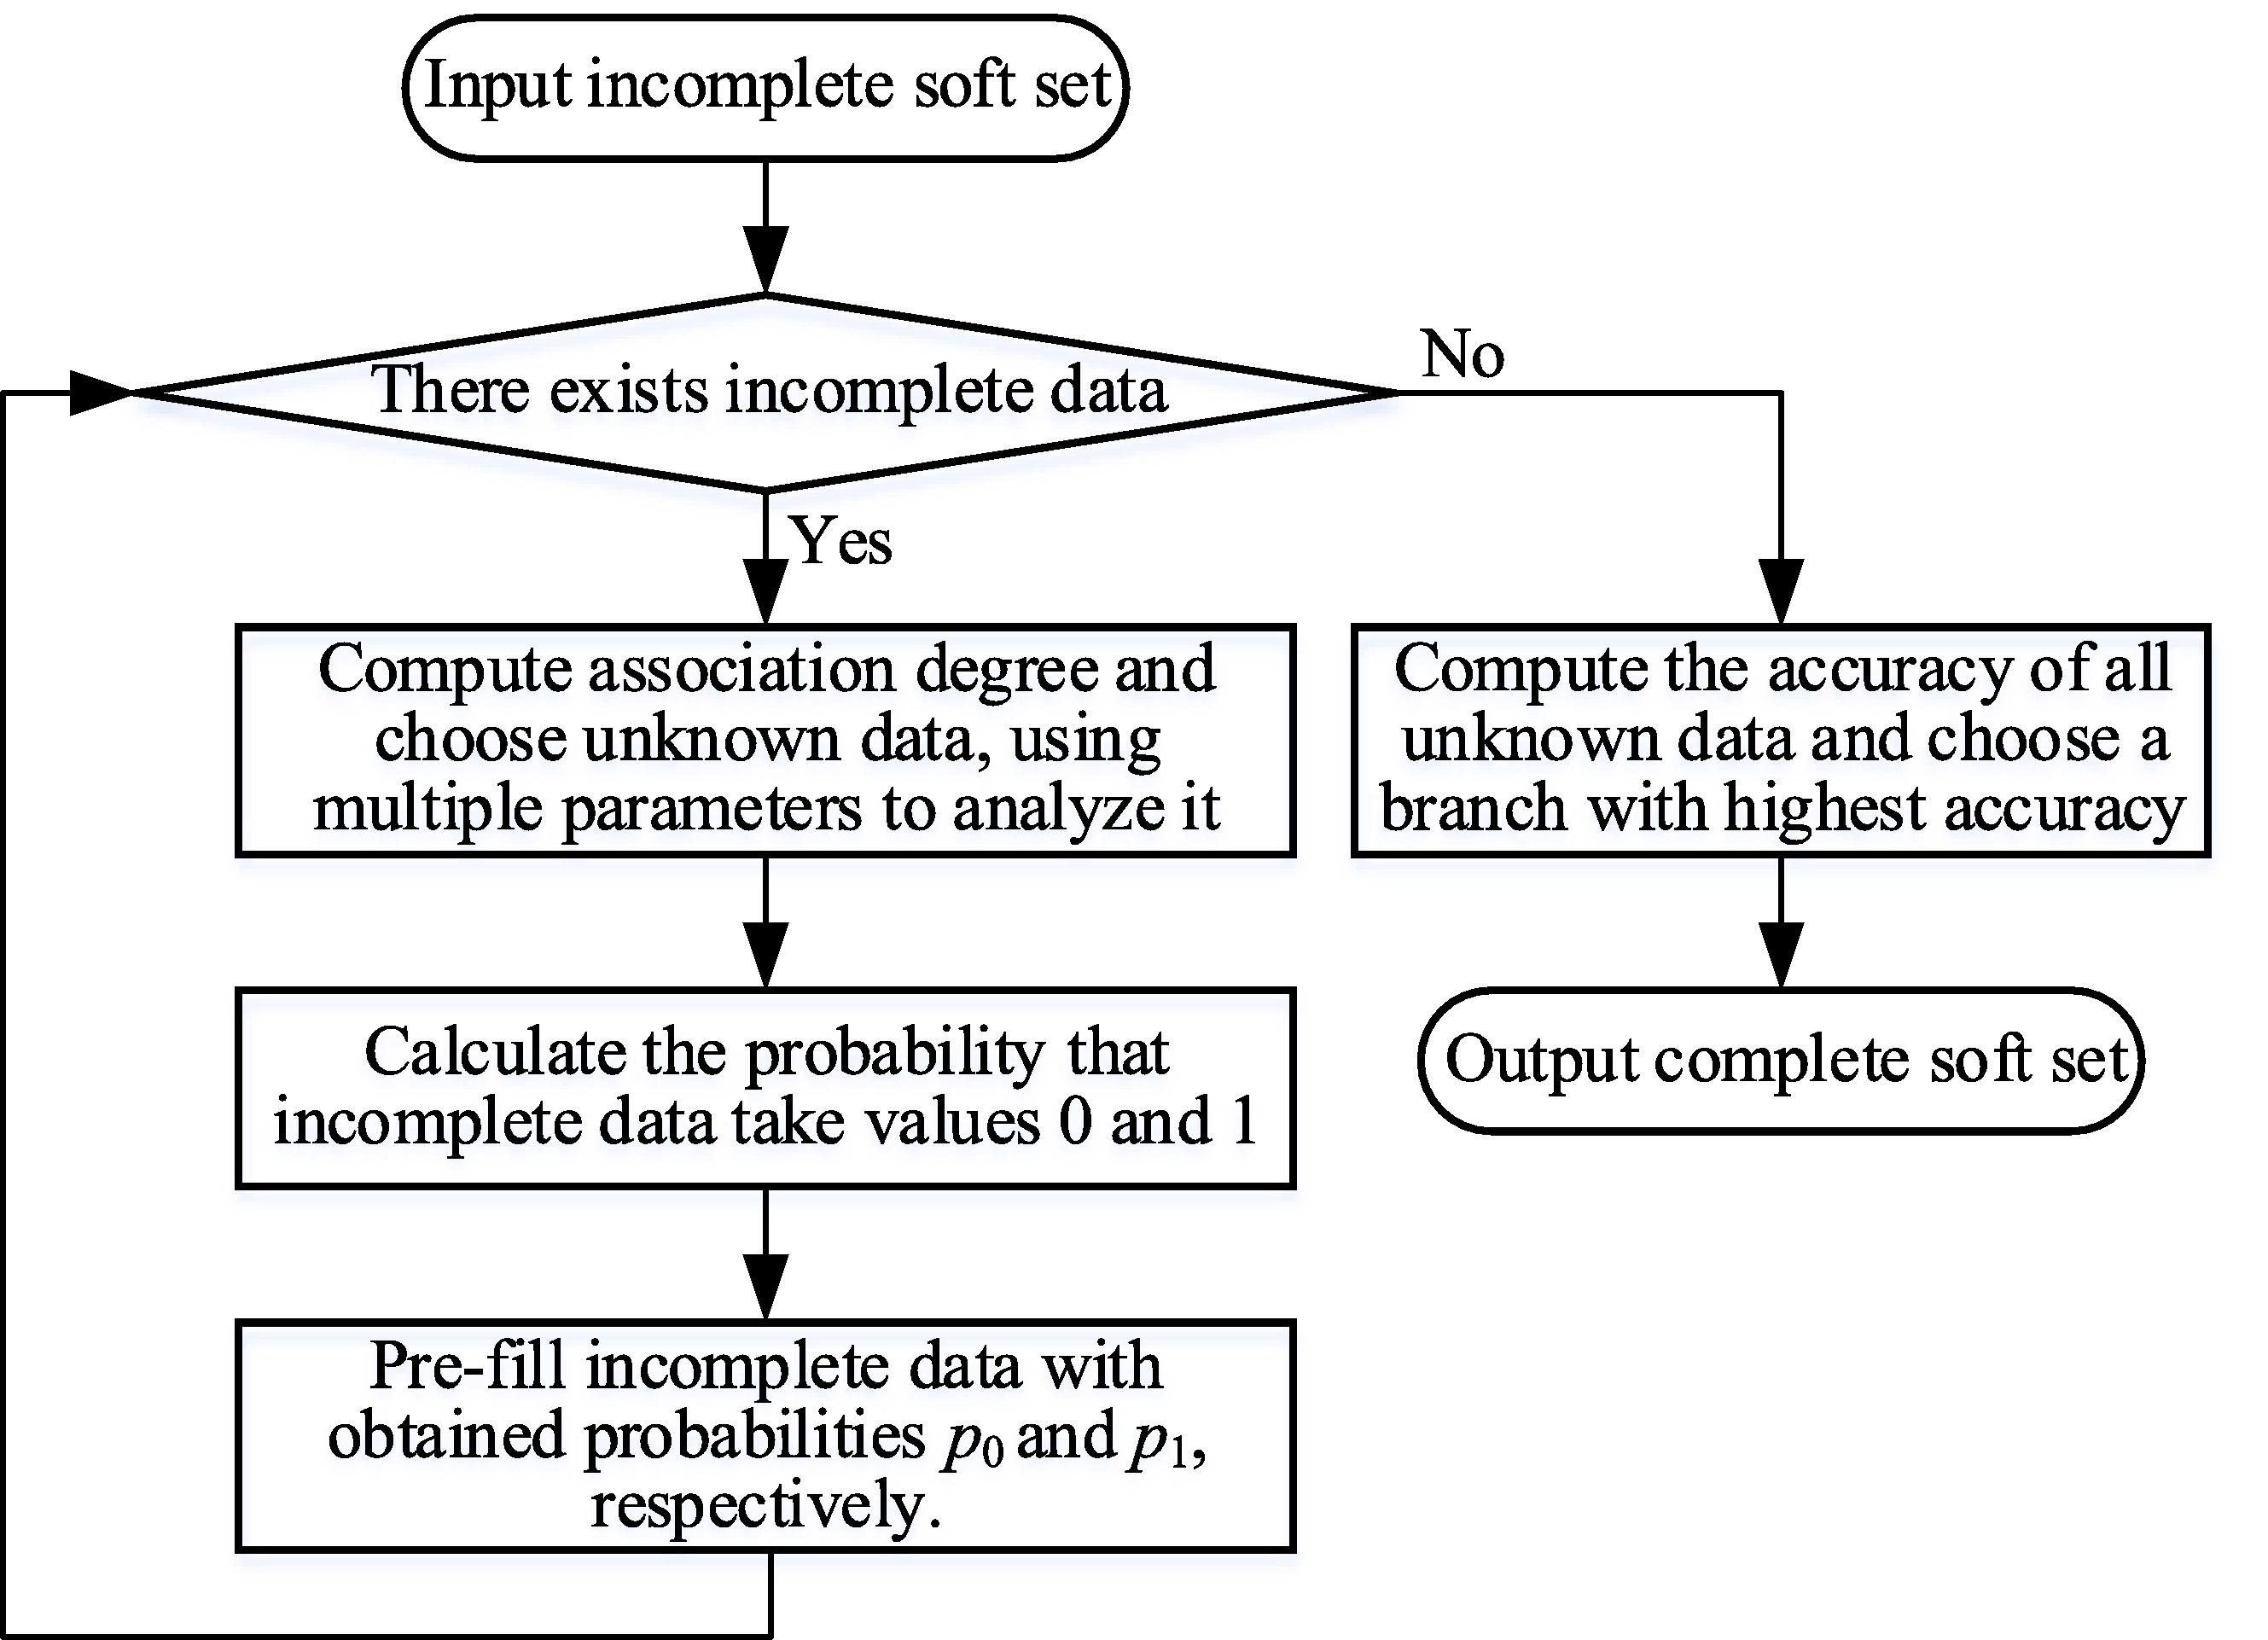 Input incomplete soft set
There exists incomplete data
No
Yes
Compute association degree and
choose unknown data, using
multiple parameters to analyze it
Compute the accuracy of all
unknown data and choose a
branch with highest accuracy
Calculate the probability that
incomplete data take values 0 and 1
Output complete soft set
Pre-fill incomplete data with
obtained probabilities p0 and p1,
respectively.